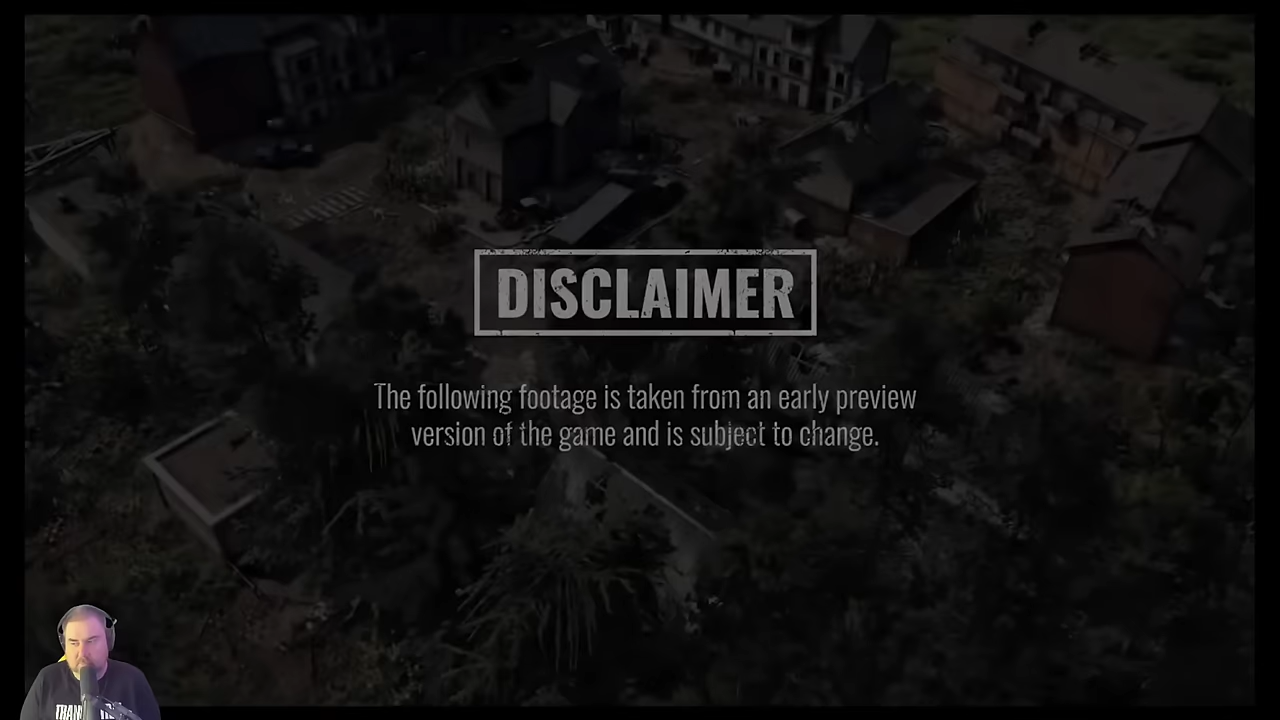 DISCLAIMER
The following footage is taken from an early preview
version of the game and is subject to change.